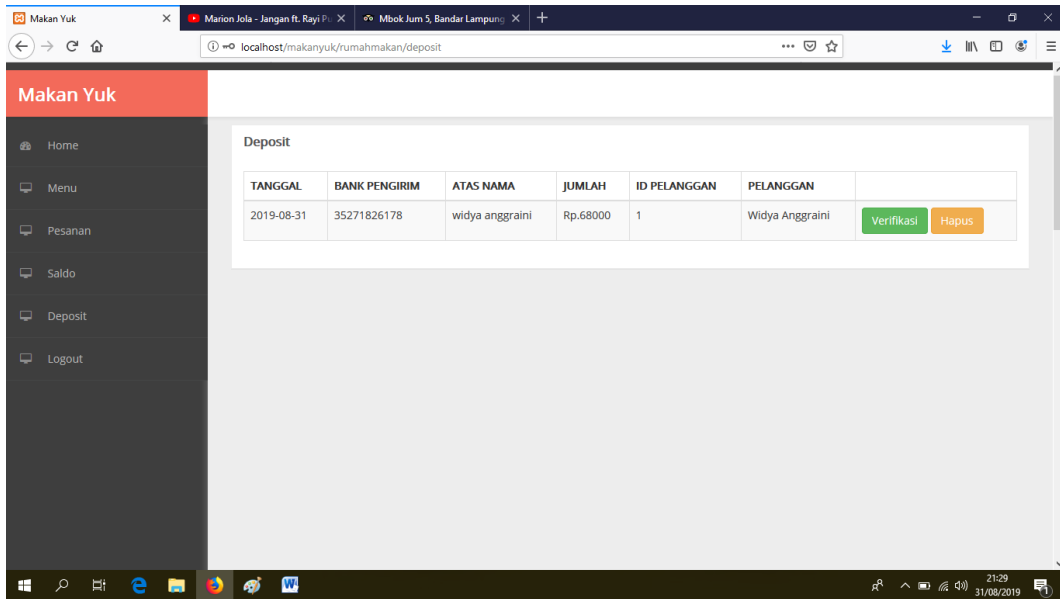 Makan Yuk
Marion Jola - Jangan ft. Rayi Pu
Mbok Jum 5, Bandar Lampung
localhost/makanyuk/rumahmakan/deposit
Makan Yuk
Home
Menu
Pesanan
Saldo
Deposit
Logout
Deposit
TANGGAL BANK PENGIRIM ATAS NAMA JUMLAH ID PELANGGAN PELANGGAN
2019-08-31 35271826178 widya anggraini Rp.68000 1 Widya Anggraini Verifikasi Hapus
21:29
31/08/2019